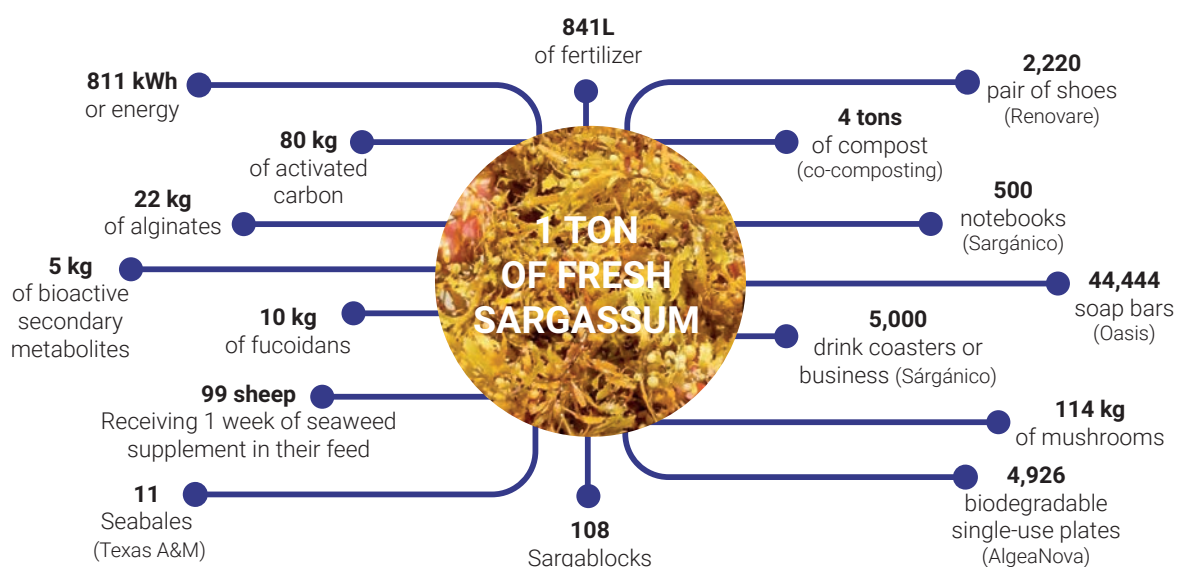 841L
of fertilizer
811 kWh
or energy
2,220
pair of shoes
(Renovare)
80 kg
of activated
carbon
4 tons
of compost
(co-composting)
22 kg
of alginates
500
notebooks
(Sargánico)
1 TON
OF FRESH
SARGASSUM
5 kg
of bioactive
secondary
metabolites
44,444
soap bars
(Oasis)
10 kg
of fucoidans
5,000
drink coasters or
business (Sárgánico)
99 sheep
Receiving 1 week of seaweed
supplement in their feed
114 kg
of mushrooms
11
Seabales
(Texas A&M)
108
Sargablocks
4,926
biodegradable
single-use plates
(AlgeaNova)